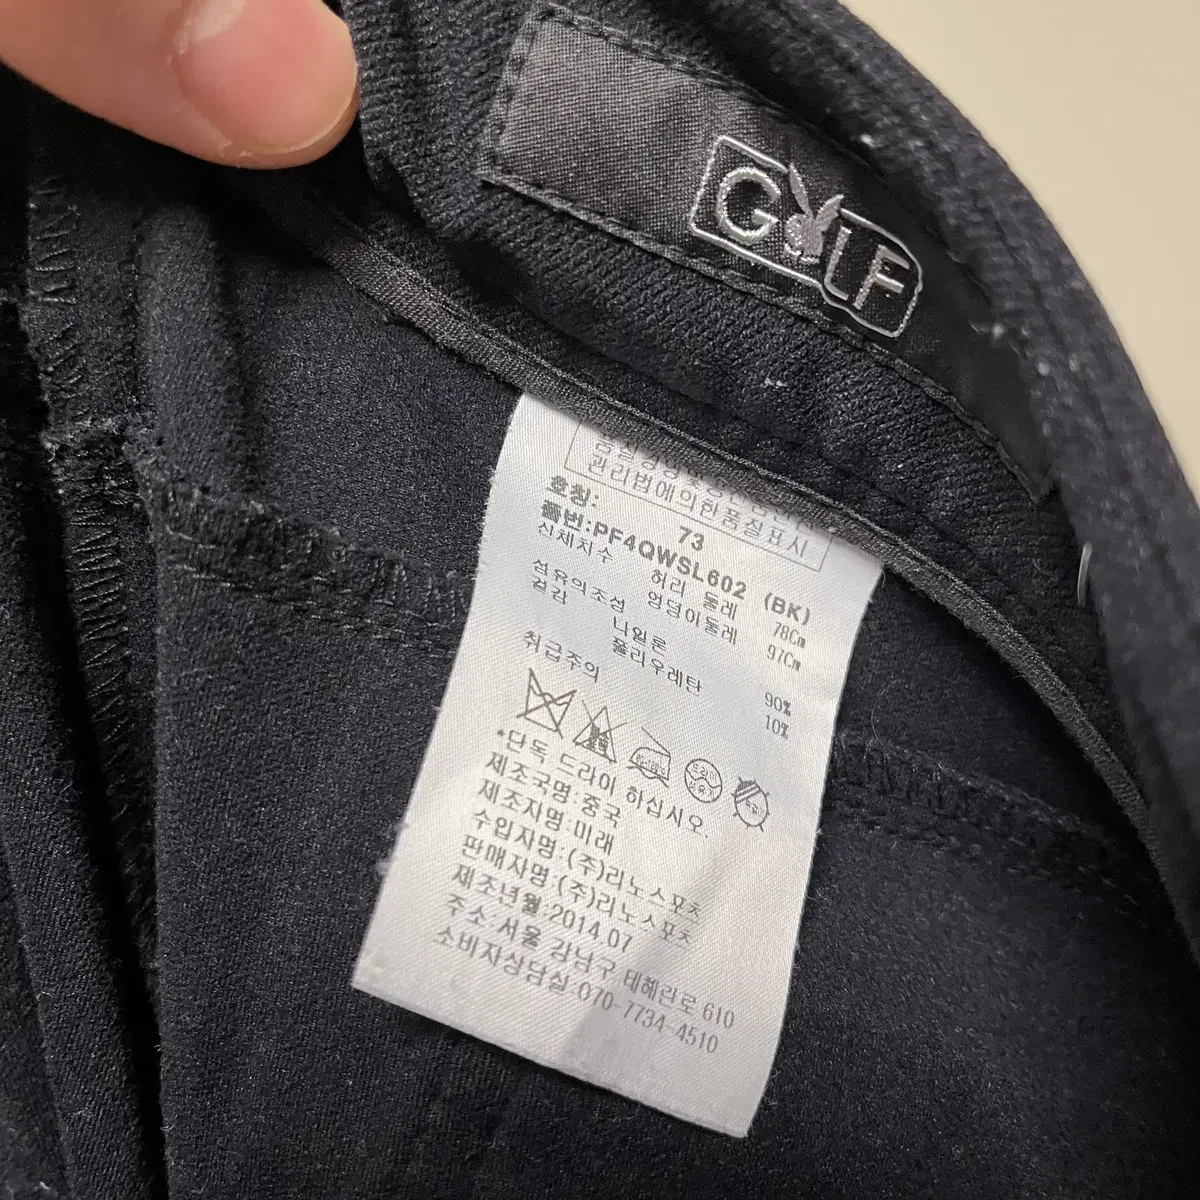 GOLF
관리법에의한품질표시
호칭: 73
품번:PF4QWSL602 (BK)
신체치수 허리 둘레 78Cm
엉덩이둘레 97Cm
섬유의조성
겉감
니일론 90%
폴리우레탄 10%
취급주의
*단독 드라이 하십시오.
제조국명:중국
제조자명:미래
수입자명:(주)리노스포츠
판매자명:(주)리노스포츠
제조년월:2014.07
주소:서울 강남구 테헤란로 610
소비자상담실:070-7734-4510